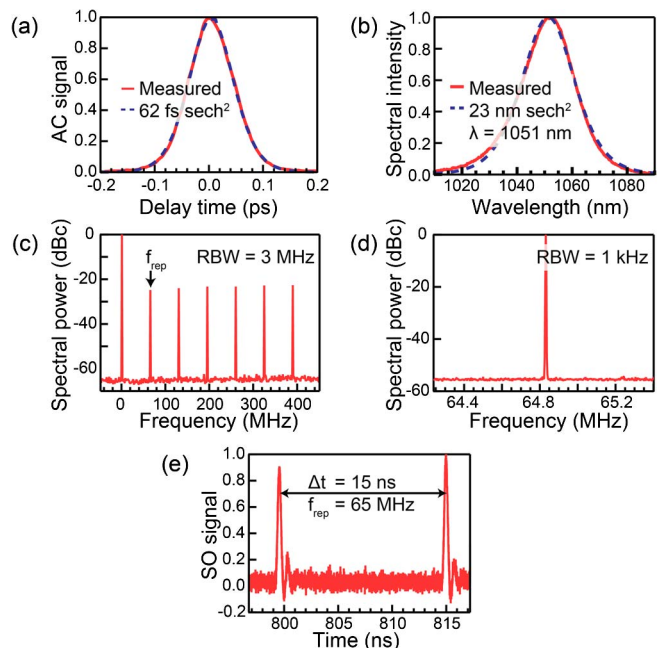 (a)
AC signal
1.0
0.8
0.6
0.4
0.2
0.0
Measured
62 fs sech²
-0.2 -0.1 0.0 0.1 0.2
Delay time (ps)
(b)
Spectral intensity
1.0
0.8
0.6
0.4
0.2
0.0
Measured
23 nm sech²
λ = 1051 nm
1020 1040 1060 1080
Wavelength (nm)
(c)
Spectral power (dBc)
0
-20
-40
-60
f_rep
RBW = 3 MHz
0 100 200 300 400
Frequency (MHz)
(d)
Spectral power (dBc)
0
-20
-40
-60
RBW = 1 kHz
64.4 64.8 65.2
Frequency (MHz)
(e)
SO signal
1.0
0.8
0.6
0.4
0.2
0.0
-0.2
Δt = 15 ns
f_rep = 65 MHz
800 805 810 815
Time (ns)